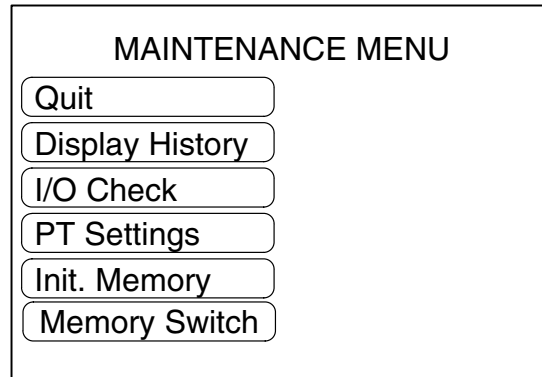 MAINTENANCE MENU
Quit
Display History
I/O Check
PT Settings
Init. Memory
Memory Switch